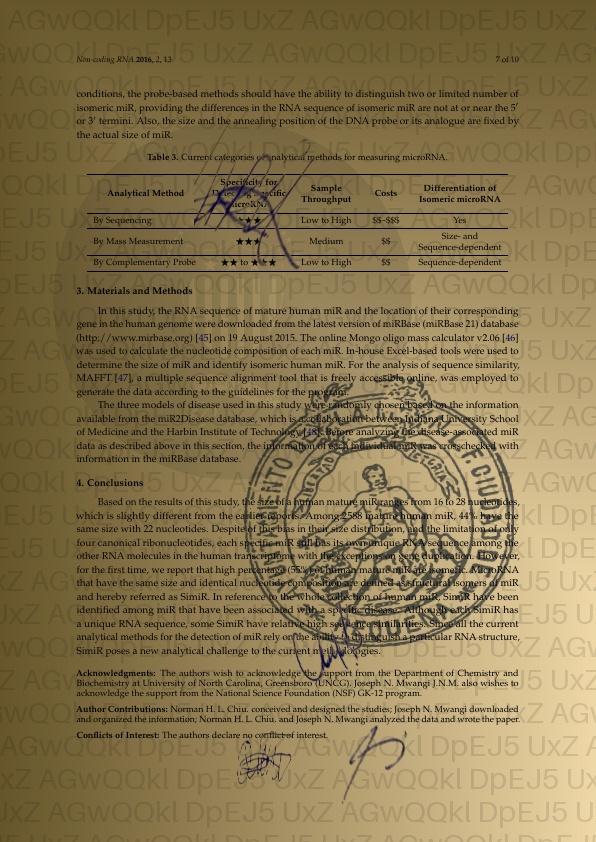 Non-coding RNA 2016, 2, 13
7 of 10
conditions, the probe-based methods should have the ability to distinguish two or limited number of
isomeric miR, providing the differences in the RNA sequence of isomeric miR are not at or near the 5′
or 3′ termini. Also, the size and the annealing position of the DNA probe or its analogue are fixed by
the actual size of miR.
Table 3. Current categories of analytical methods for measuring microRNA.
Analytical Method
Specificity for
Detecting Specific
microRNA
Sample
Throughput
Costs
Differentiation of
Isomeric microRNA
By Sequencing ★★★ Low to High $$–$$$ Yes
By Mass Measurement ★★★ Medium $$ Size- and
Sequence-dependent
By Complementary Probe ★★ to ★★★ Low to High $$ Sequence-dependent
3. Materials and Methods
In this study, the RNA sequence of mature human miR and the location of their corresponding
gene in the human genome were downloaded from the latest version of miRBase (miRBase 21) database
(http://www.mirbase.org) [45] on 19 August 2015. The online Mongo oligo mass calculator v2.06 [46]
was used to calculate the nucleotide composition of each miR. In-house Excel-based tools were used to
determine the size of miR and identify isomeric human miR. For the analysis of sequence similarity,
MAFFT [47], a multiple sequence alignment tool that is freely accessible online, was employed to
generate the data according to the guidelines for the program.
The three models of disease used in this study were randomly chosen based on the information
available from the miR2Disease database, which is a collaboration between Indiana University School
of Medicine and the Harbin Institute of Technology [48]. Before analyzing the disease-associated miR
data as described above in this section, the information of each individual miR was crosschecked with
information in the miRBase database.
4. Conclusions
Based on the results of this study, the size of a human mature miR ranges from 16 to 28 nucleotides,
which is slightly different from the earlier reports. Among 2588 mature human miR, 44% have the
same size with 22 nucleotides. Despite of this bias in their size distribution, and the limitation of only
four canonical ribonucleotides, each specific miR still has its own unique RNA sequence among the
other RNA molecules in the human transcriptome with the exceptions on gene duplication. However,
for the first time, we report that high percentage (55%) of human mature miR are isomeric. MicroRNA
that have the same size and identical nucleotide composition are defined as structural isomers of miR
and hereby referred as SimiR. In reference to the whole collection of human miR, SimiR have been
identified among miR that have been associated with a specific disease. Although each SimiR has
a unique RNA sequence, some SimiR have relative high sequence similarities. Since all the current
analytical methods for the detection of miR rely on the ability to distinguish a particular RNA structure,
SimiR poses a new analytical challenge to the current methodologies.
Acknowledgments: The authors wish to acknowledge the support from the Department of Chemistry and
Biochemistry at University of North Carolina, Greensboro (UNCG). Joseph N. Mwangi J.N.M. also wishes to
acknowledge the support from the National Science Foundation (NSF) GK-12 program.
Author Contributions: Norman H. L. Chiu. conceived and designed the studies; Joseph N. Mwangi downloaded
and organized the information; Norman H. L. Chiu. and Joseph N. Mwangi analyzed the data and wrote the paper.
Conflicts of Interest: The authors declare no conflict of interest.